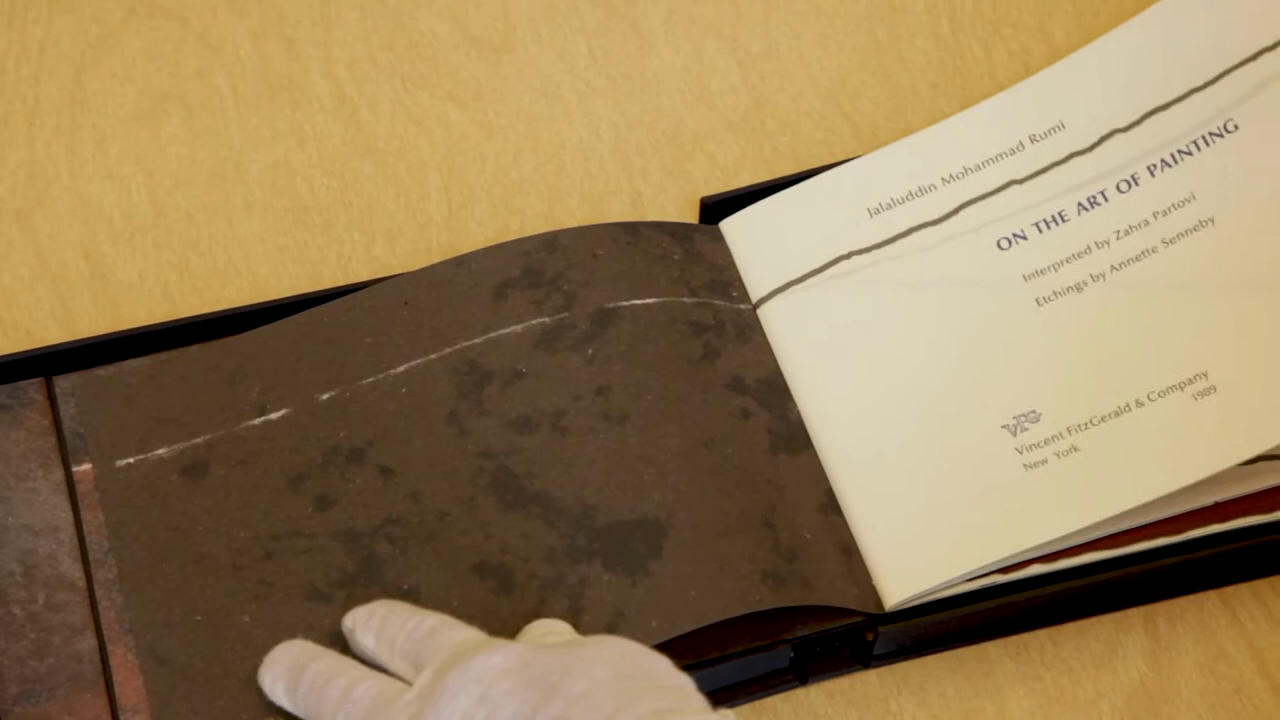 Jalaluddin Mohammad Rumi
ON THE ART OF PAINTING
Interpreted by Zahra Partovi
Etchings by Annette Senneby
VFG
Vincent FitzGerald & Company
New York 1989